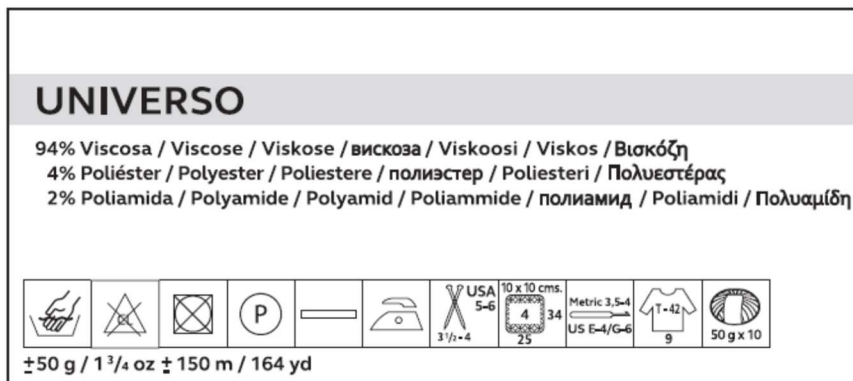 UNIVERSO
94% Viscosa / Viscose / Viskose / вискоза / Viskoosi / Viskos / Βισκόζη
4% Poliéster / Polyester / Poliestere / полиэстер / Poliesteri / Πολυεστέρας
2% Poliamida / Polyamide / Polyamid / Poliammide / полиамид / Poliamidi / Πολυαμίδη
CL
P
USA
5-6
3 1/2 - 4
10 x 10 cms.
4
34
25
Metric 3,5-4
US E-4/G-6
T-42
9
50 g x 10
±50 g / 1 3/4 oz ± 150 m / 164 yd